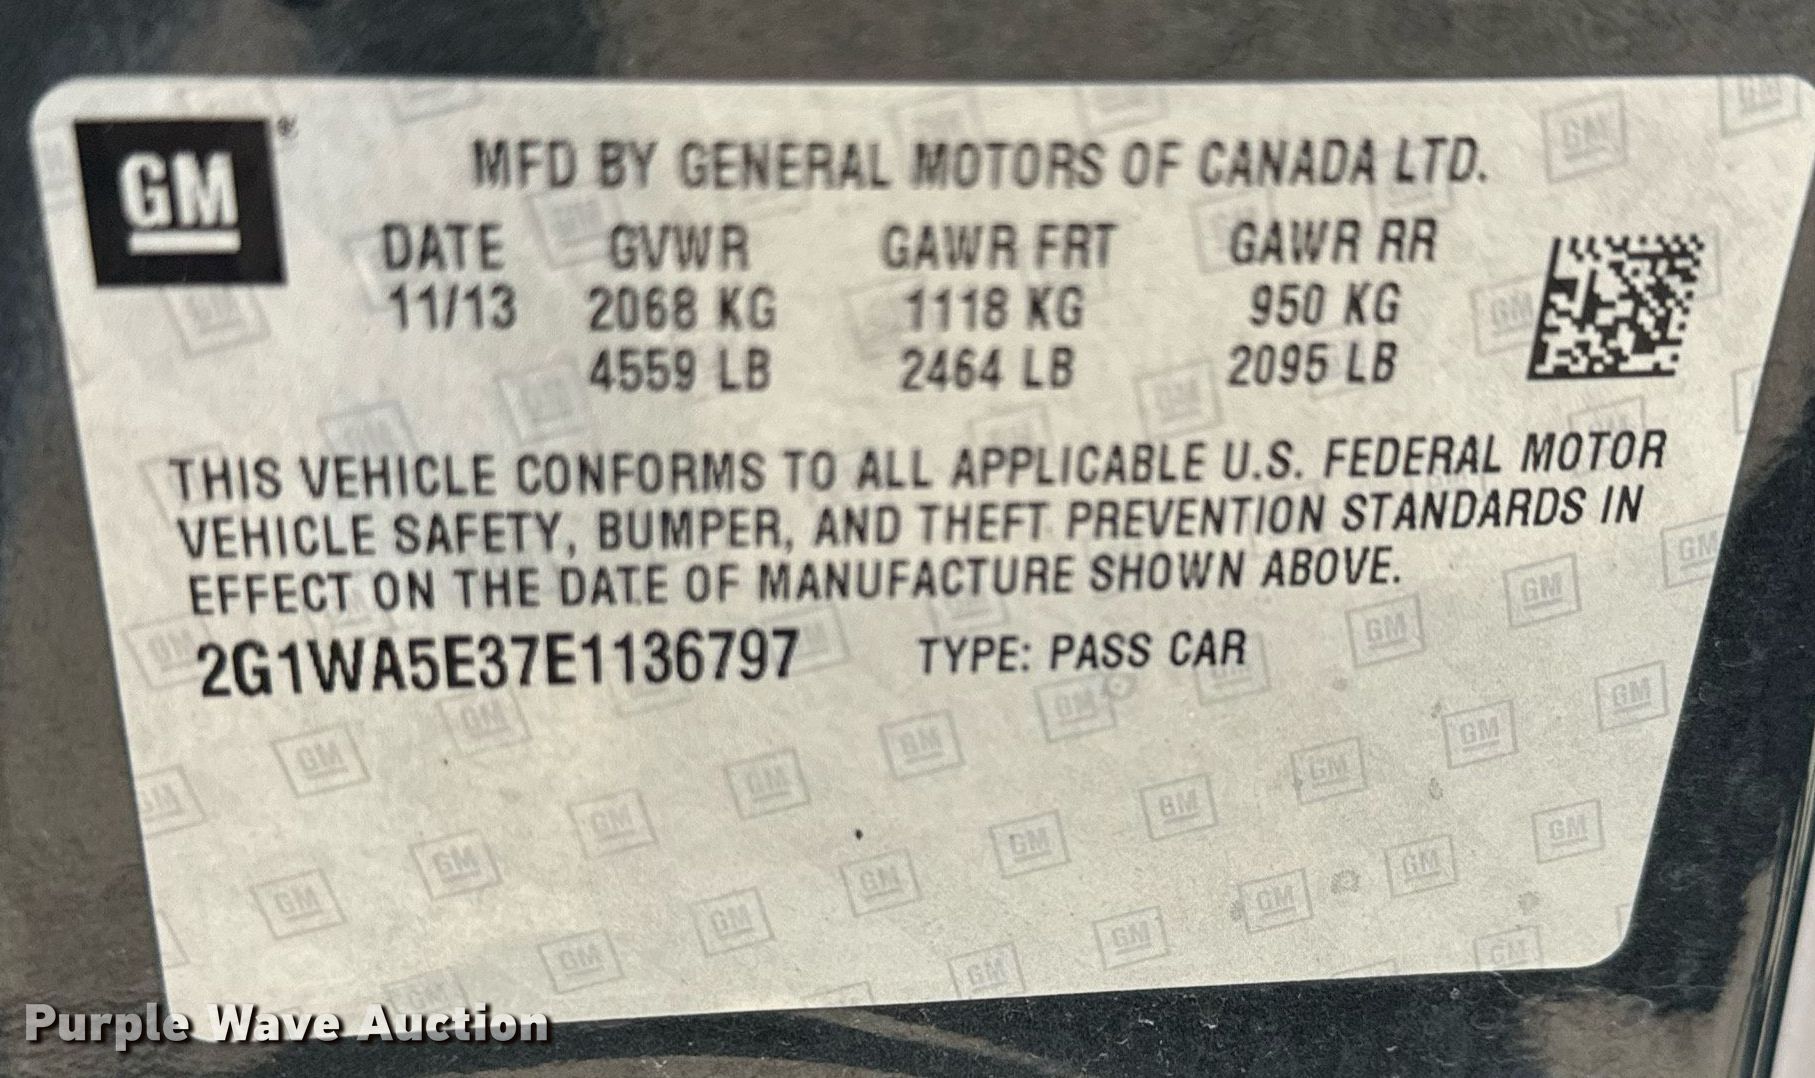 GM
MFD BY GENERAL MOTORS OF CANADA LTD.
DATE GVWR GAWR FRT GAWR RR
11/13 2068 KG 1118 KG 950 KG
4559 LB 2464 LB 2095 LB
THIS VEHICLE CONFORMS TO ALL APPLICABLE U.S. FEDERAL MOTOR
VEHICLE SAFETY, BUMPER, AND THEFT PREVENTION STANDARDS IN
EFFECT ON THE DATE OF MANUFACTURE SHOWN ABOVE.
2G1WA5E37E1136797 TYPE: PASS CAR
Purple Wave Auction